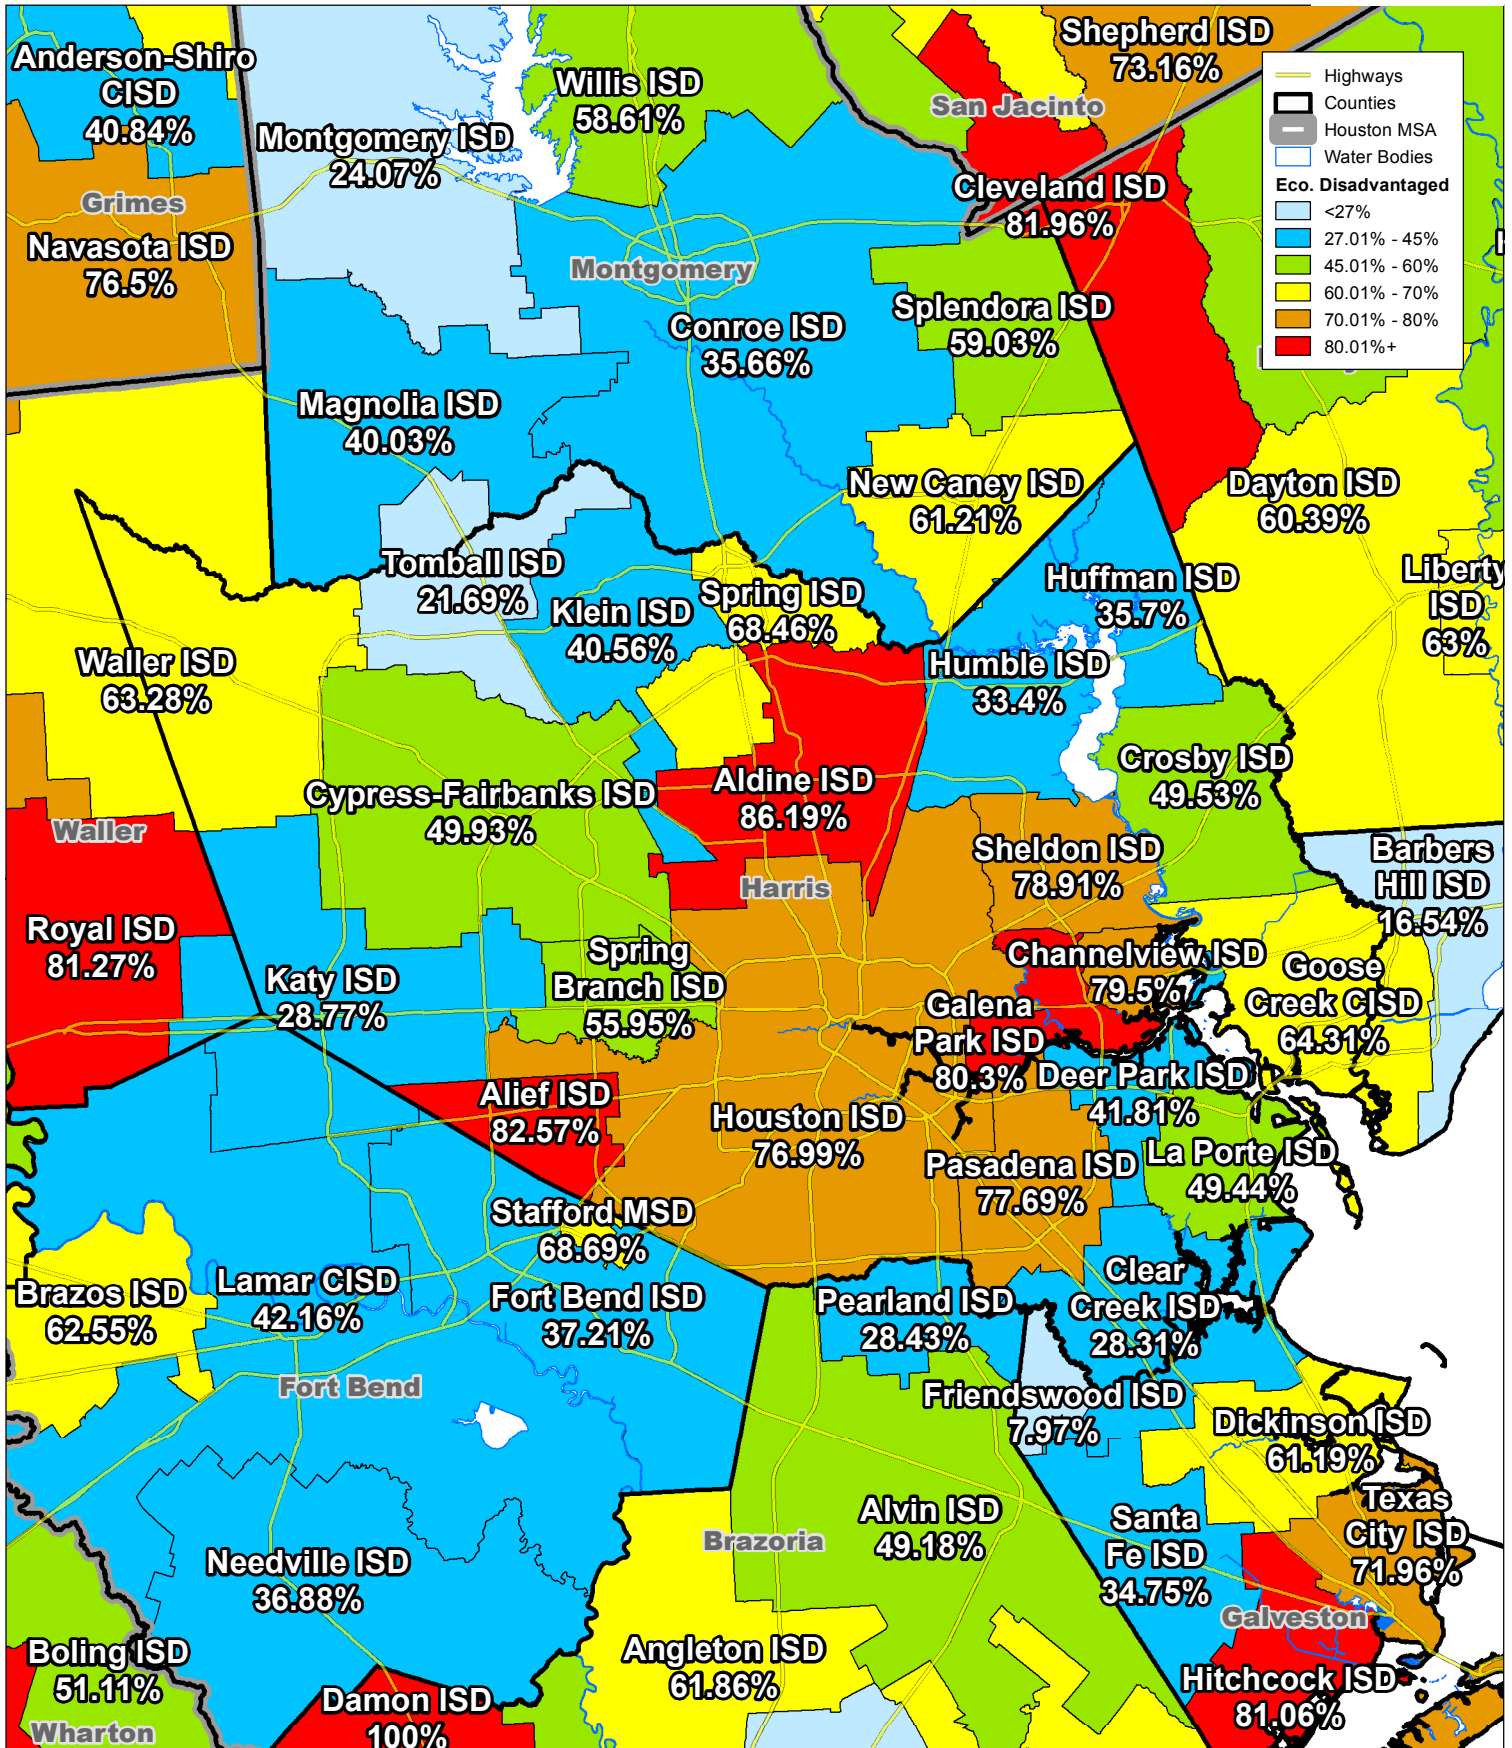 Shepherd ISD
73.16%
Anderson-Shiro
CISD
40.84%
Willis ISD
58.61%
San Jacinto
Highways
Counties
Houston MSA
Water Bodies
Eco. Disadvantaged
<27%
27.01% - 45%
45.01% - 60%
60.01% - 70%
70.01% - 80%
80.01%+
Montgomery ISD
24.07%
Grimes
Navasota ISD
76.5%
Cleveland ISD
81.96%
Montgomery
Conroe ISD
35.66%
Splendora ISD
59.03%
Magnolia ISD
40.03%
New Caney ISD
61.21%
Dayton ISD
60.39%
Tomball ISD
21.69%
Klein ISD
40.56%
Spring ISD
68.46%
Huffman ISD
35.7%
Liberty
ISD
63%
Waller ISD
63.28%
Humble ISD
33.4%
Cypress-Fairbanks ISD
49.93%
Aldine ISD
86.19%
Crosby ISD
49.53%
Waller
Harris
Sheldon ISD
78.91%
Barbers
Hill ISD
16.54%
Royal ISD
81.27%
Katy ISD
28.77%
Spring
Branch ISD
55.95%
Channelview ISD
79.5%
Goose
Creek CISD
64.31%
Galena
Park ISD
80.3%
Deer Park ISD
41.81%
Alief ISD
82.57%
Houston ISD
76.99%
Pasadena ISD
77.69%
La Porte ISD
49.44%
Stafford MSD
68.69%
Brazos ISD
62.55%
Lamar CISD
42.16%
Fort Bend ISD
37.21%
Pearland ISD
28.43%
Clear
Creek ISD
28.31%
Fort Bend
Friendswood ISD
7.97%
Dickinson ISD
61.19%
Alvin ISD
49.18%
Brazoria
Santa
Fe ISD
34.75%
Texas
City ISD
71.96%
Needville ISD
36.88%
Galveston
Boling ISD
51.11%
Angleton ISD
61.86%
Hitchcock ISD
81.06%
Damon ISD
100%
Wharton